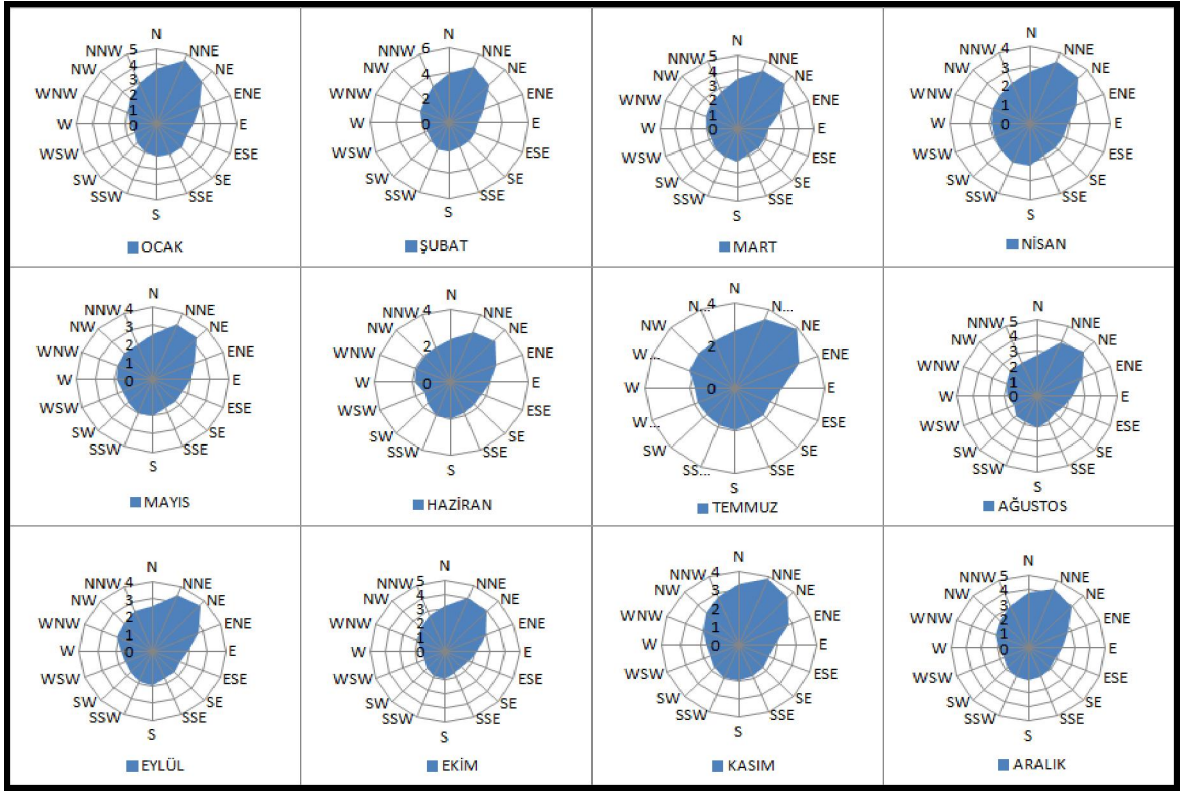 N
NNW 5 NNE
NW 4 NE
3
WNW 2 ENE
1
W 0 E
WSW ESE
SW SE
SSW SSE
S
OCAK
N
NNW 6 NNE
NW NE
4
WNW ENE
2
W 0 E
WSW ESE
SW SE
SSW SSE
S
ŞUBAT
N
NNW 5 NNE
NW 4 NE
3
WNW 2 ENE
1
W 0 E
WSW ESE
SW SE
SSW SSE
S
MART
N
NNW 4 NNE
NW 3 NE
WNW 2 ENE
1
W 0 E
WSW ESE
SW SE
SSW SSE
S
NİSAN
N
NNW 4 NNE
NW 3 NE
WNW 2 ENE
1
W 0 E
WSW ESE
SW SE
SSW SSE
S
MAYIS
N
NNW 4 NNE
NW NE
WNW 2 ENE
W 0 E
WSW ESE
SW SE
SSW SSE
S
HAZİRAN
N
N... 4 N...
NW NE
W... 2 ENE
W 0 E
W... ESE
SW SE
SS... SSE
S
TEMMUZ
N
NNW 5 NNE
NW 4 NE
3
WNW 2 ENE
1
W 0 E
WSW ESE
SW SE
SSW SSE
S
AĞUSTOS
N
NNW 4 NNE
NW 3 NE
WNW 2 ENE
1
W 0 E
WSW ESE
SW SE
SSW SSE
S
EYLÜL
N
NNW 5 NNE
NW 4 NE
3
WNW 2 ENE
1
W 0 E
WSW ESE
SW SE
SSW SSE
S
EKİM
N
NNW 4 NNE
NW 3 NE
WNW 2 ENE
1
W 0 E
WSW ESE
SW SE
SSW SSE
S
KASIM
N
NNW 5 NNE
NW 4 NE
3
WNW 2 ENE
1
W 0 E
WSW ESE
SW SE
SSW SSE
S
ARALIK